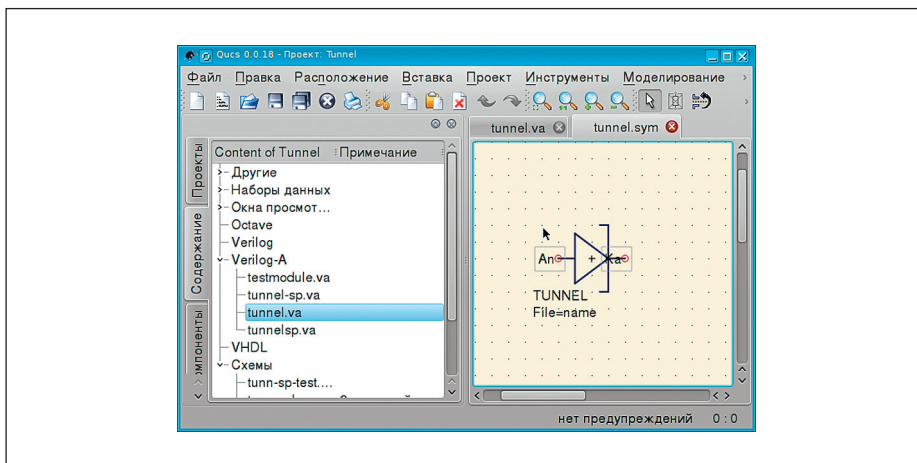 Qucs 0.0.18 - Проект: Tunnel
Файл Правка Расположение Вставка Проект Инструменты Моделирование
tunnel.va tunnel.sym
Проекты
Содержание
Content of Tunnel Примечание
Другие
Наборы данных
Окна просмот...
Octave
Verilog
Verilog-A
testmodule.va
tunnel-sp.va
tunnel.va
tunnelsp.va
VHDL
Схемы
tunn-sp-test....
An
TUNNEL
File=name
нет предупреждений 0 : 0